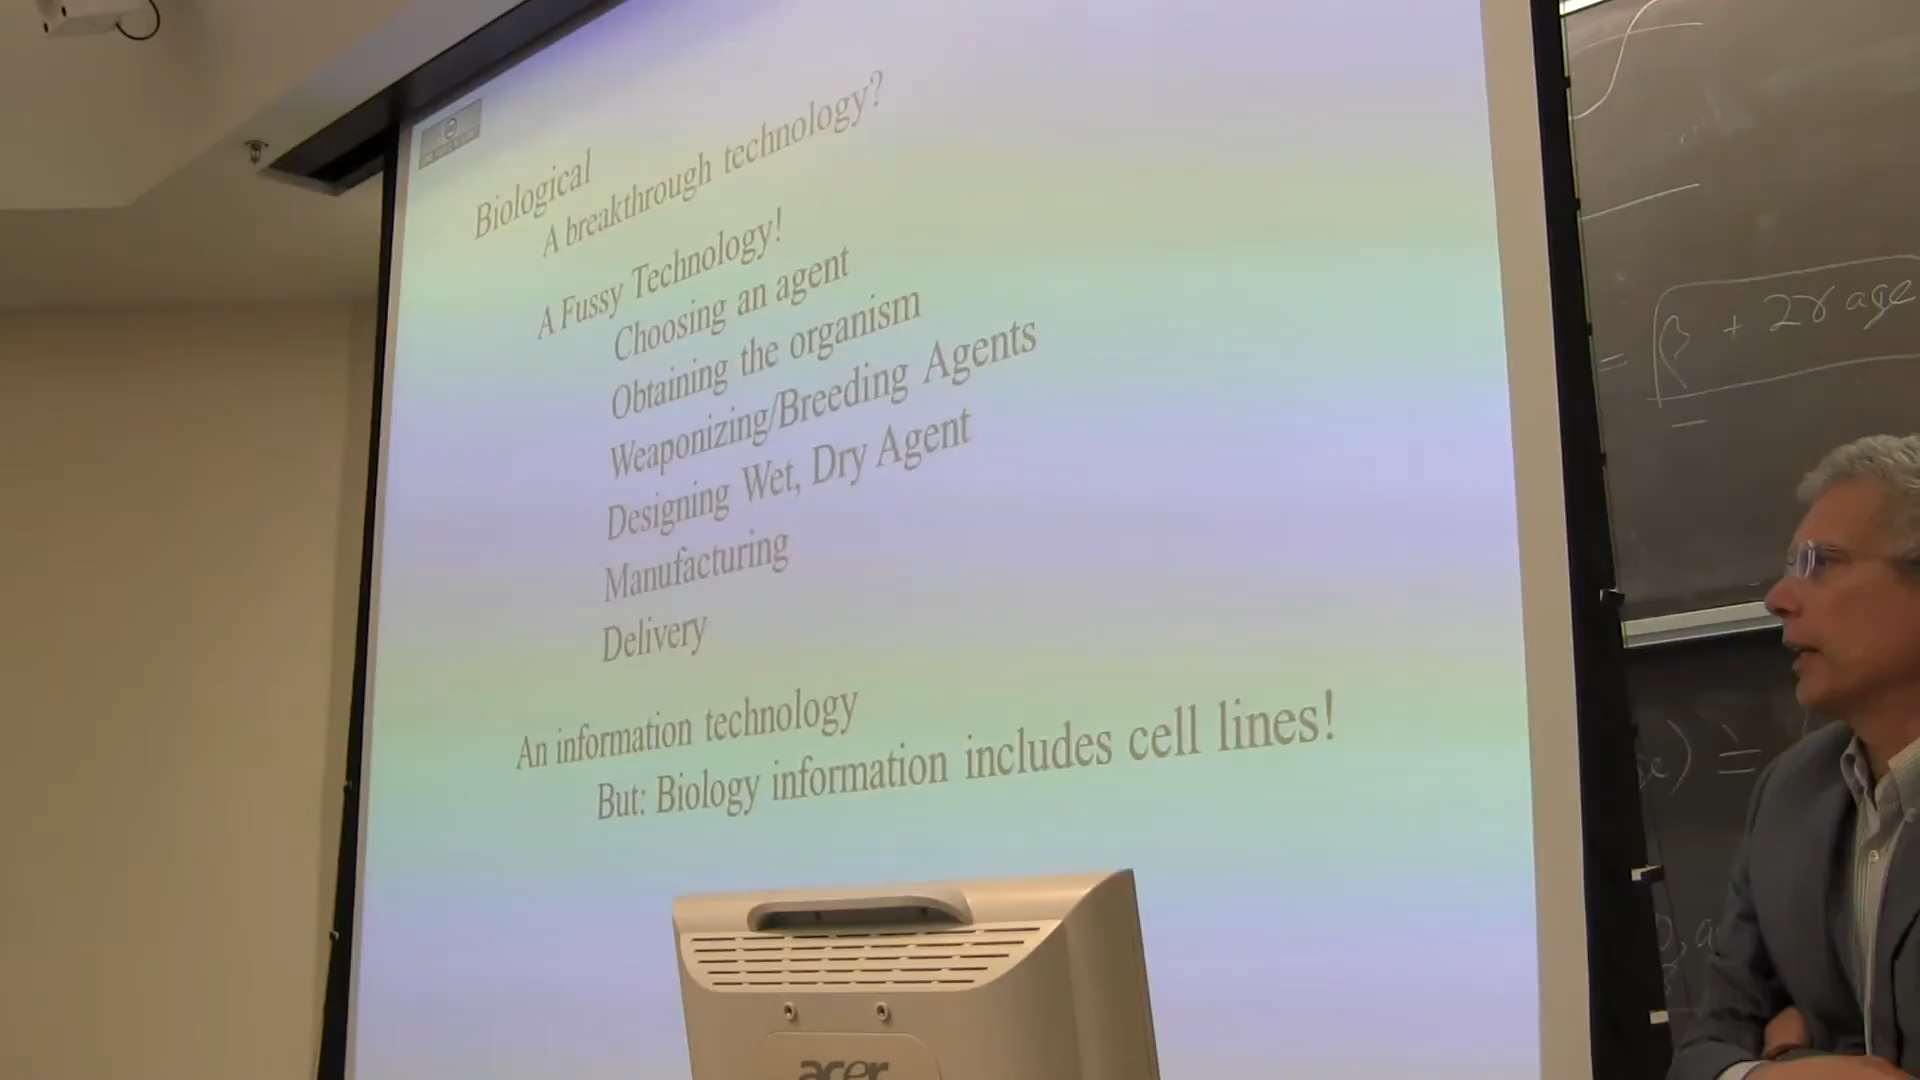 Biological
A breakthrough technology?
A Fussy Technology!
Choosing an agent
Obtaining the organism
Weaponizing/Breeding Agents
Designing Wet, Dry Agent
Manufacturing
Delivery
An information technology
But: Biology information includes cell lines!
= β + 2γ age
acer